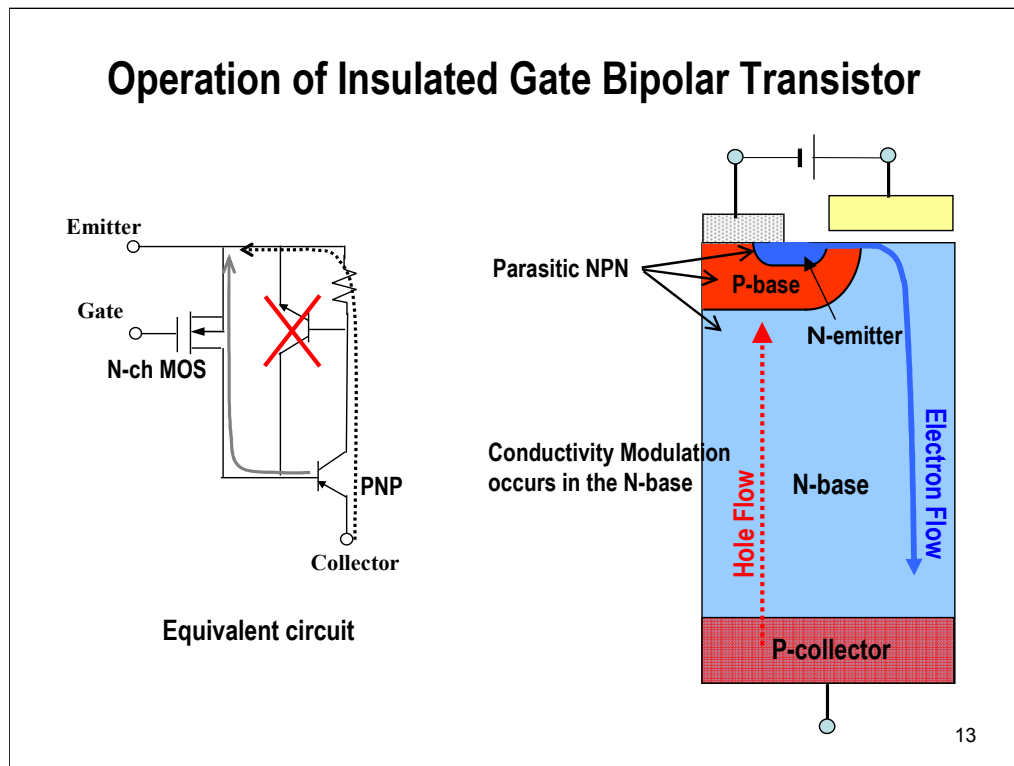 Operation of Insulated Gate Bipolar Transistor
Emitter
Gate
N-ch MOS
PNP
Collector
Equivalent circuit
Parasitic NPN
P-base
N-emitter
Conductivity Modulation
occurs in the N-base
N-base
Hole Flow
Electron Flow
P-collector
13